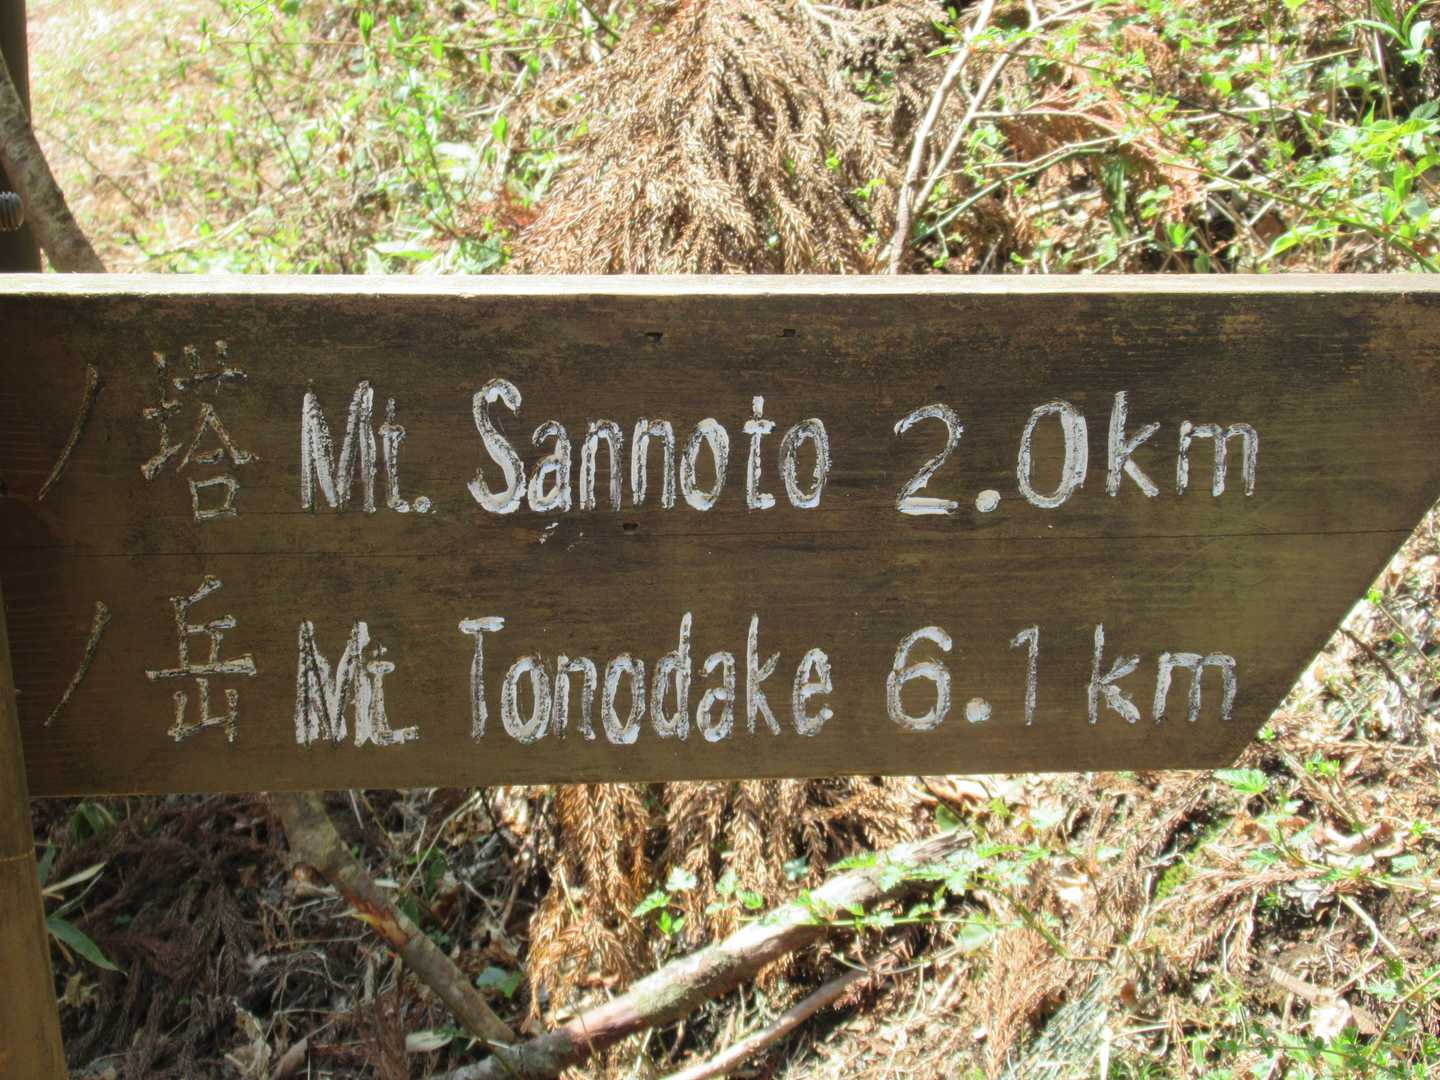 ノ塔 Mt. Sannoto 2.0km
ノ岳 Mt. Tonodake 6.1km